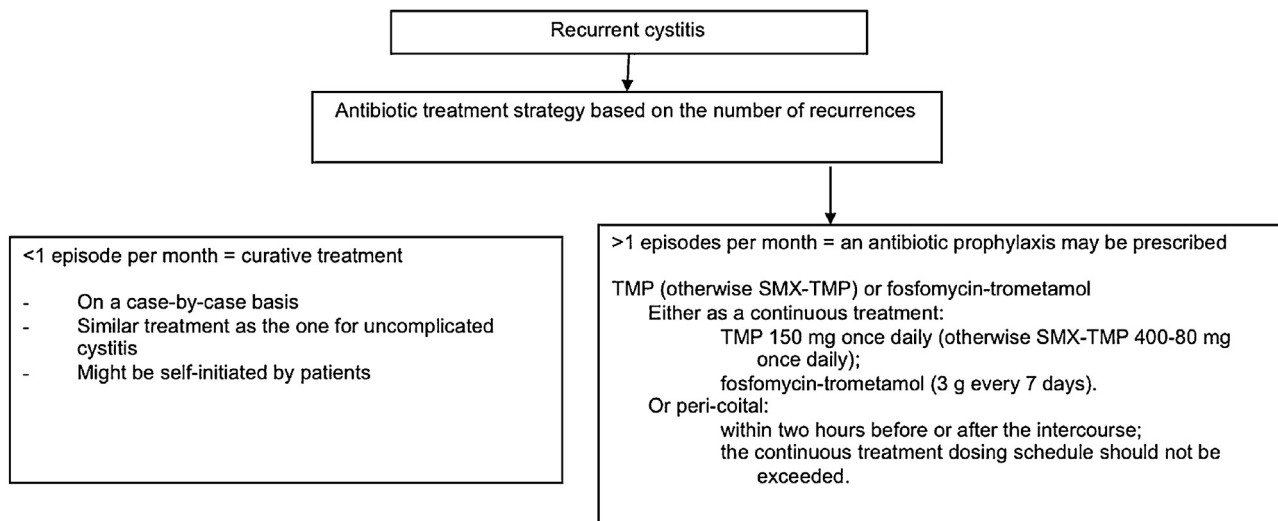 Recurrent cystitis
Antibiotic treatment strategy based on the number of recurrences
<1 episode per month = curative treatment
- On a case-by-case basis
- Similar treatment as the one for uncomplicated
cystitis
- Might be self-initiated by patients
>1 episodes per month = an antibiotic prophylaxis may be prescribed
TMP (otherwise SMX-TMP) or fosfomycin-trometamol
Either as a continuous treatment:
TMP 150 mg once daily (otherwise SMX-TMP 400-80 mg
once daily);
fosfomycin-trometamol (3 g every 7 days).
Or peri-coital:
within two hours before or after the intercourse;
the continuous treatment dosing schedule should not be
exceeded.